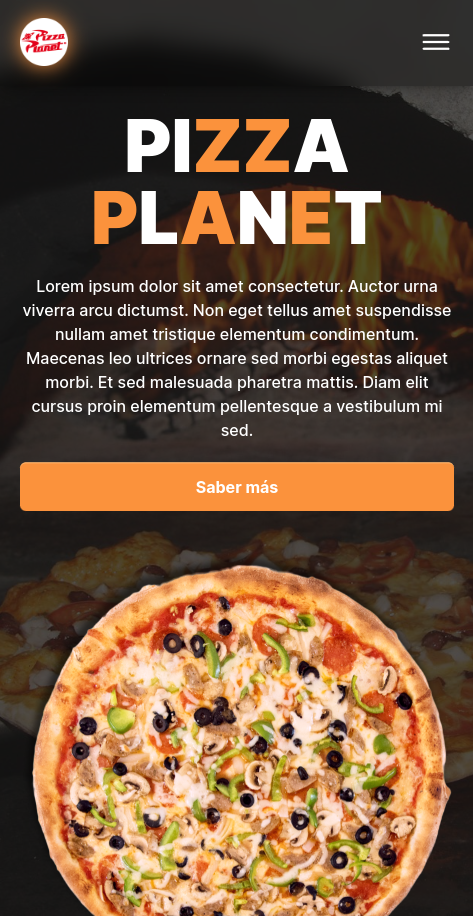 Pizza
Planet
PIZZA
PLANET
Lorem ipsum dolor sit amet consectetur. Auctor urna
viverra arcu dictumst. Non eget tellus amet suspendisse
nullam amet tristique elementum condimentum.
Maecenas leo ultrices ornare sed morbi egestas aliquet
morbi. Et sed malesuada pharetra mattis. Diam elit
cursus proin elementum pellentesque a vestibulum mi
sed.
Saber más